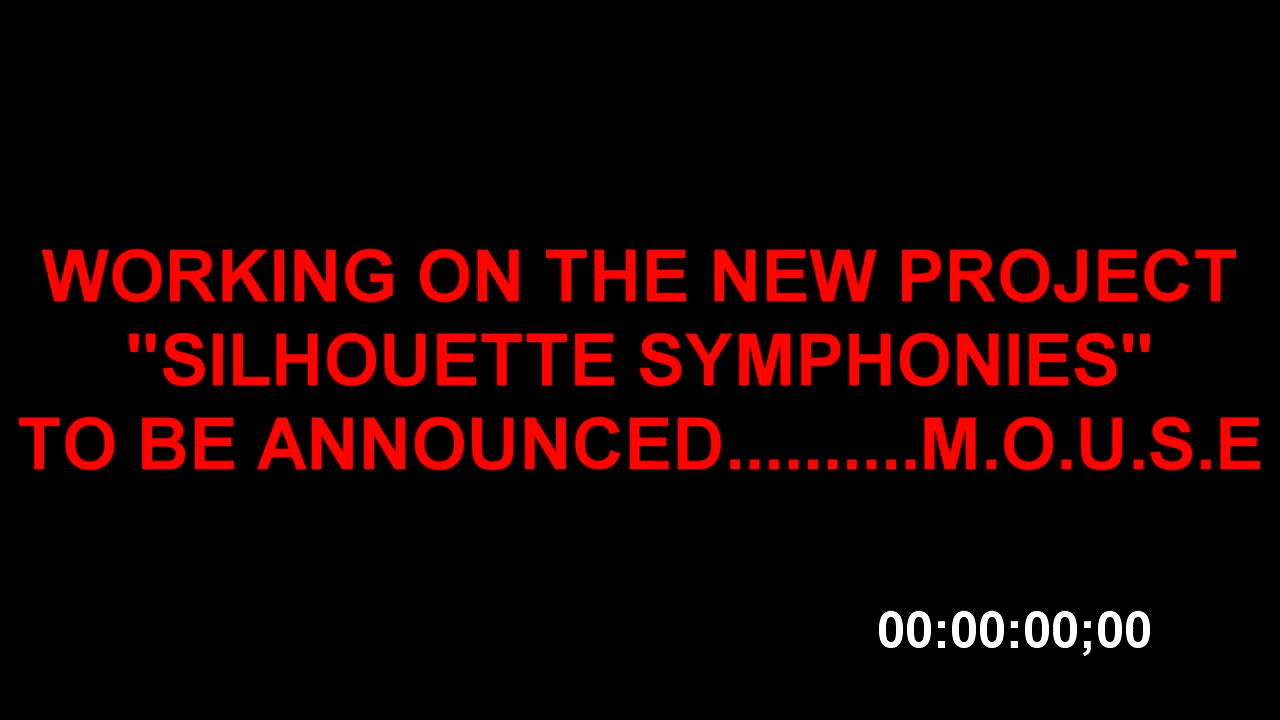 WORKING ON THE NEW PROJECT
"SILHOUETTE SYMPHONIES"
TO BE ANNOUNCED..........M.O.U.S.E
00:00:00;00